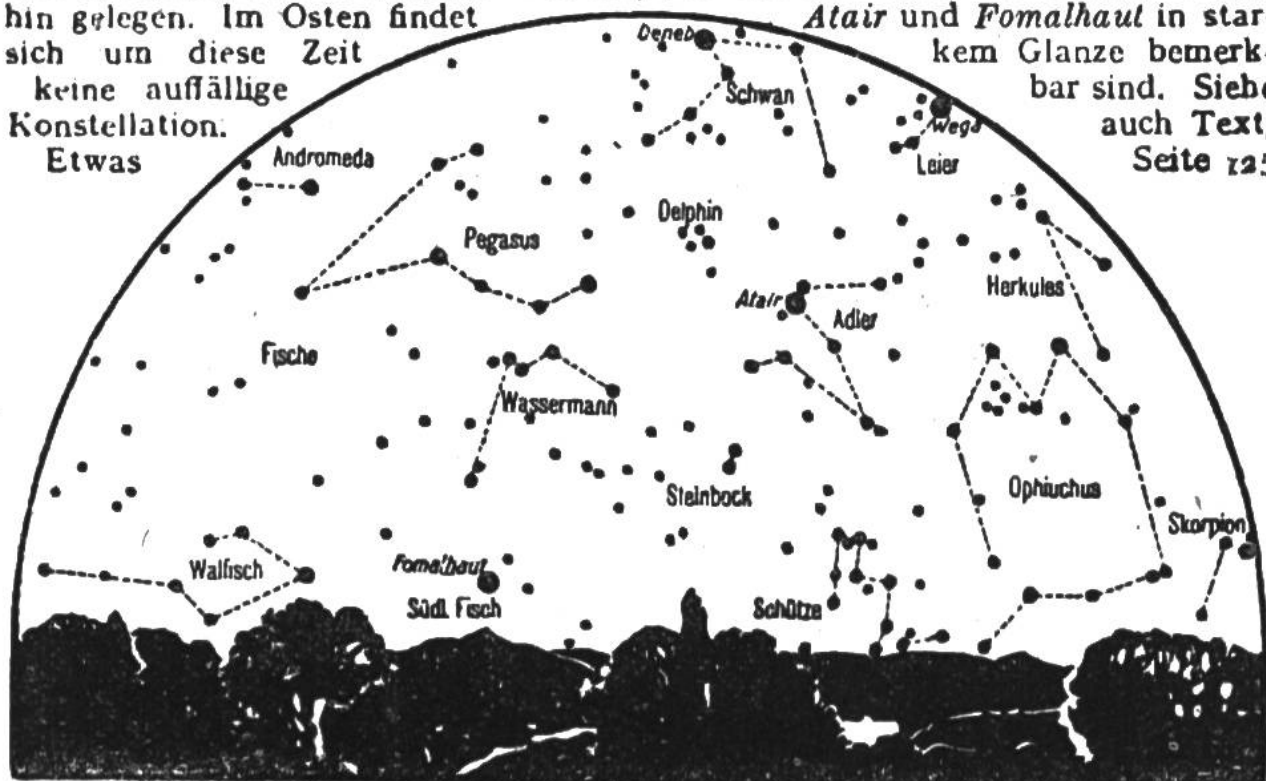 hin gelegen. Im Osten findet
sich um diese Zeit
keine auffällige
Konstellation.
Etwas
Atair und Fomalhaut in star-
kem Glanze bemerk-
bar sind. Siehe
auch Text,
Seite 125
Deneb
Schwan
Wega
Leier
Andromeda
Delphin
Pegasus
Herkules
Atair
Adler
Fische
Wassermann
Steinbock
Ophiuchus
Skorpion
Walfisch
Fomalhaut
Südl. Fisch
Schütze